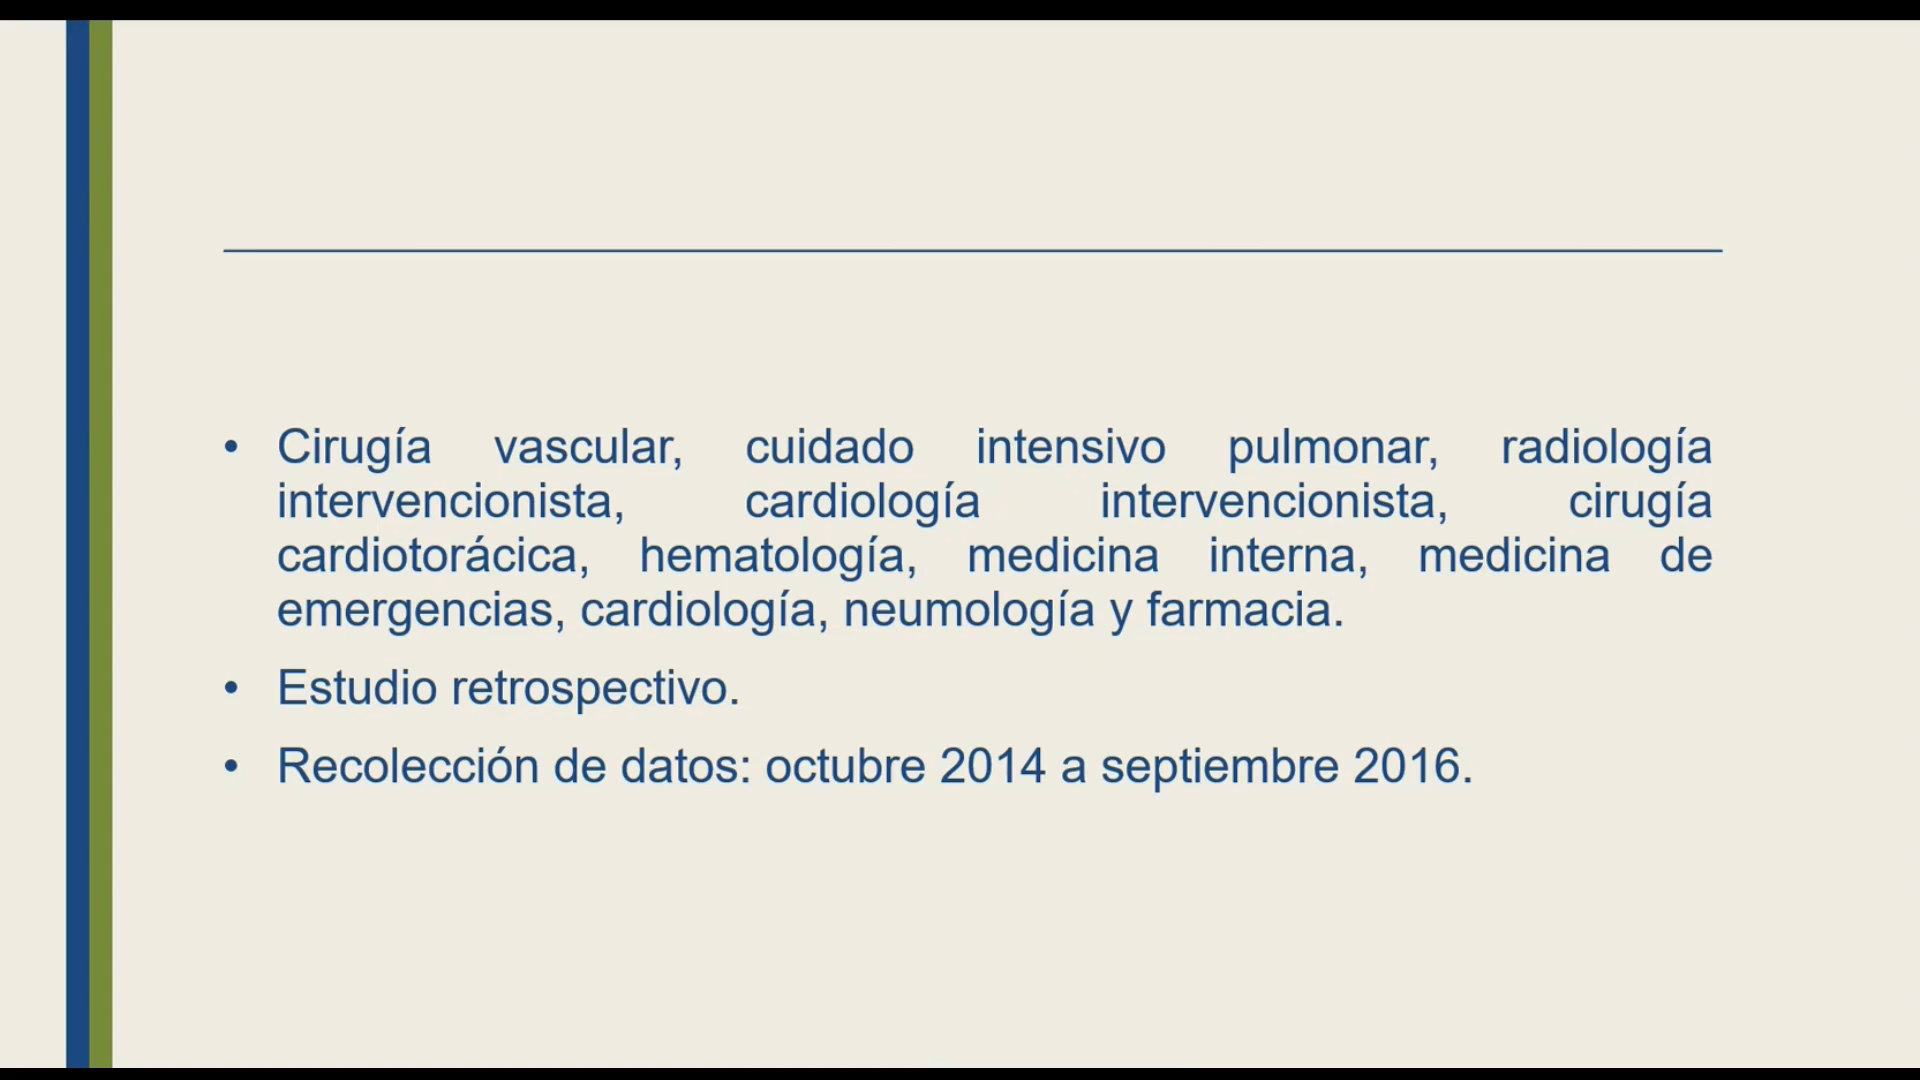 • Cirugía vascular, cuidado intensivo pulmonar, radiología
intervencionista, cardiología intervencionista, cirugía
cardiotorácica, hematología, medicina interna, medicina de
emergencias, cardiología, neumología y farmacia.
• Estudio retrospectivo.
• Recolección de datos: octubre 2014 a septiembre 2016.